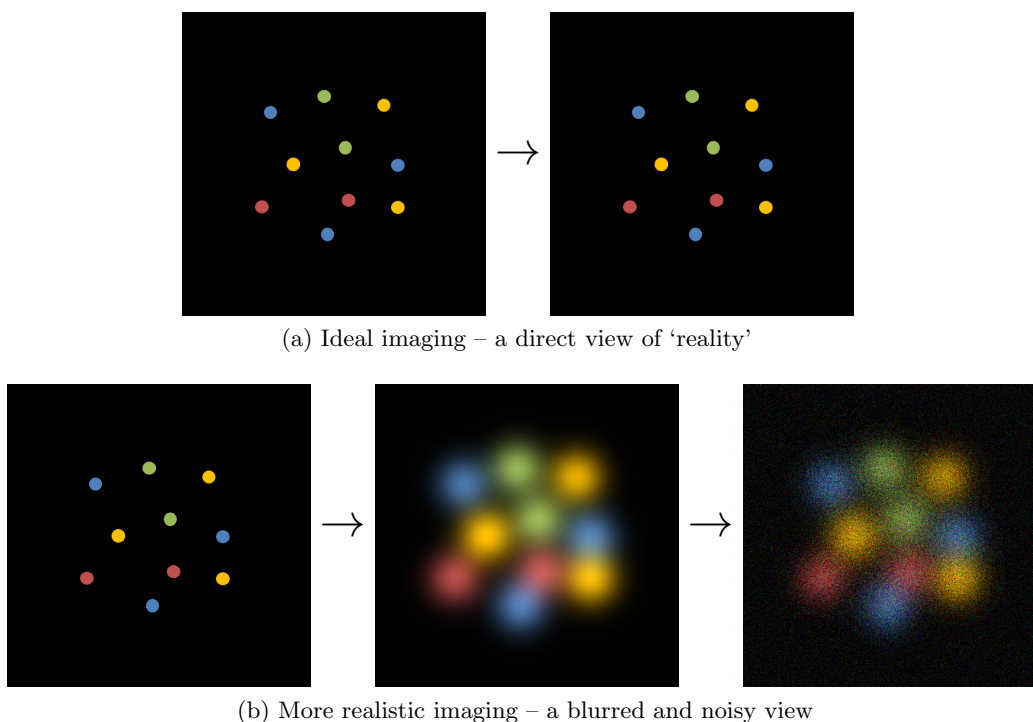 (a) Ideal imaging – a direct view of ‘reality’
(b) More realistic imaging – a blurred and noisy view